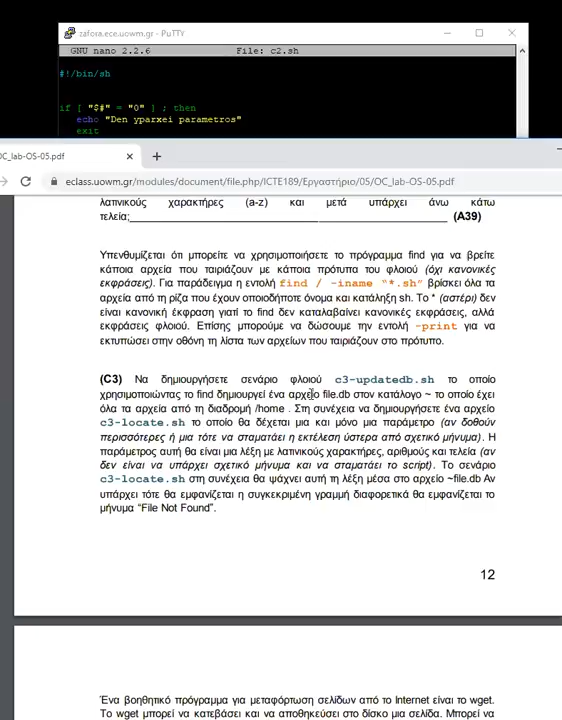 zafora.ece.uowm.gr - PuTTY
GNU nano 2.2.6 File: c2.sh
#!/bin/sh
if [ "$#" = "0" ] ; then
echo "Den yparxei parametros"
exit
OC_lab-OS-05.pdf
eclass.uowm.gr/modules/document/file.php/ICTE189/Εργαστήριο/05/OC_lab-OS-05.pdf
λατινικούς χαρακτήρες (a-z) και μετά υπάρχει άνω κάτω
τελεία;__________________________________________________ (A39)
Υπενθυμίζεται ότι μπορείτε να χρησιμοποιήσετε το πρόγραμμα find για να βρείτε
κάποια αρχεία που ταιριάζουν με κάποια πρότυπα του φλοιού (όχι κανονικές
εκφράσεις). Για παράδειγμα η εντολή find / -iname "*.sh" βρίσκει όλα τα
αρχεία από τη ρίζα που έχουν οποιοδήποτε όνομα και κατάληξη sh. Το * (αστέρι) δεν
είναι κανονική έκφραση γιατί το find δεν καταλαβαίνει κανονικές εκφράσεις, αλλά
εκφράσεις φλοιού. Επίσης μπορούμε να δώσουμε την εντολή -print για να
εκτυπώσει στην οθόνη τη λίστα των αρχείων που ταιριάζουν στο πρότυπο.
(C3) Να δημιουργήσετε σενάριο φλοιού c3-updatedb.sh το οποίο
χρησιμοποιώντας το find δημιουργεί ένα αρχείο file.db στον κατάλογο ~ το οποίο έχει
όλα τα αρχεία από τη διαδρομή /home . Στη συνέχεια να δημιουργήσετε ένα αρχείο
c3-locate.sh το οποίο θα δέχεται μια και μόνο μια παράμετρο (αν δοθούν
περισσότερες ή μια τότε να σταματάει η εκτέλεση ύστερα από σχετικό μήνυμα). Η
παράμετρος αυτή θα είναι μια λέξη με λατινικούς χαρακτήρες, αριθμούς και τελεία (αν
δεν είναι να υπάρχει σχετικό μήνυμα και να σταματάει το script). Το σενάριο
c3-locate.sh στη συνέχεια θα ψάχνει αυτή τη λέξη μέσα στο αρχείο ~file.db Αν
υπάρχει τότε θα εμφανίζεται η συγκεκριμένη γραμμή διαφορετικά θα εμφανίζεται το
μήνυμα "File Not Found".
12
Ένα βοηθητικό πρόγραμμα για μεταφόρτωση σελίδων από το Internet είναι το wget.
Το wget μπορεί να κατεβάσει και να αποθηκεύσει στο δίσκο μια σελίδα. Μπορεί να